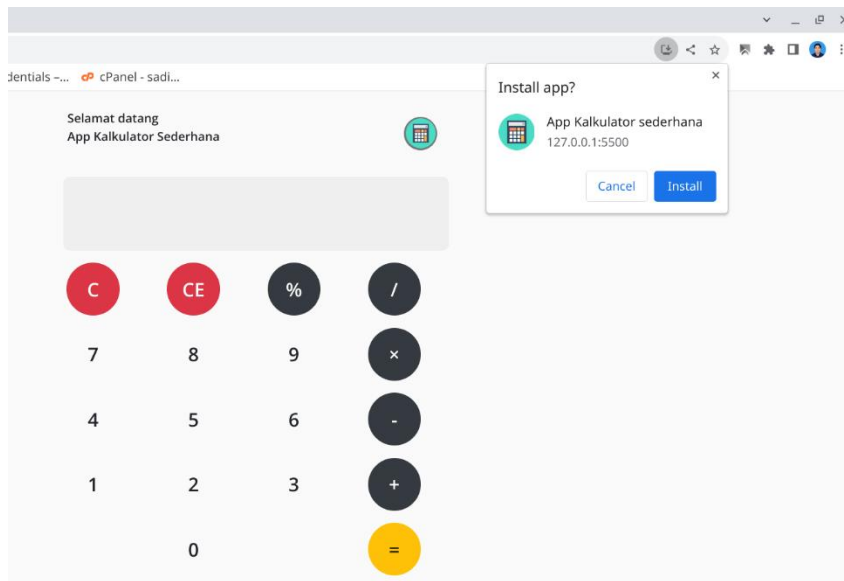 dentials –... cPanel - sadi...
Install app?
App Kalkulator sederhana
127.0.0.1:5500
Cancel Install
Selamat datang
App Kalkulator Sederhana
C CE % /
7 8 9 ×
4 5 6 -
1 2 3 +
0 =